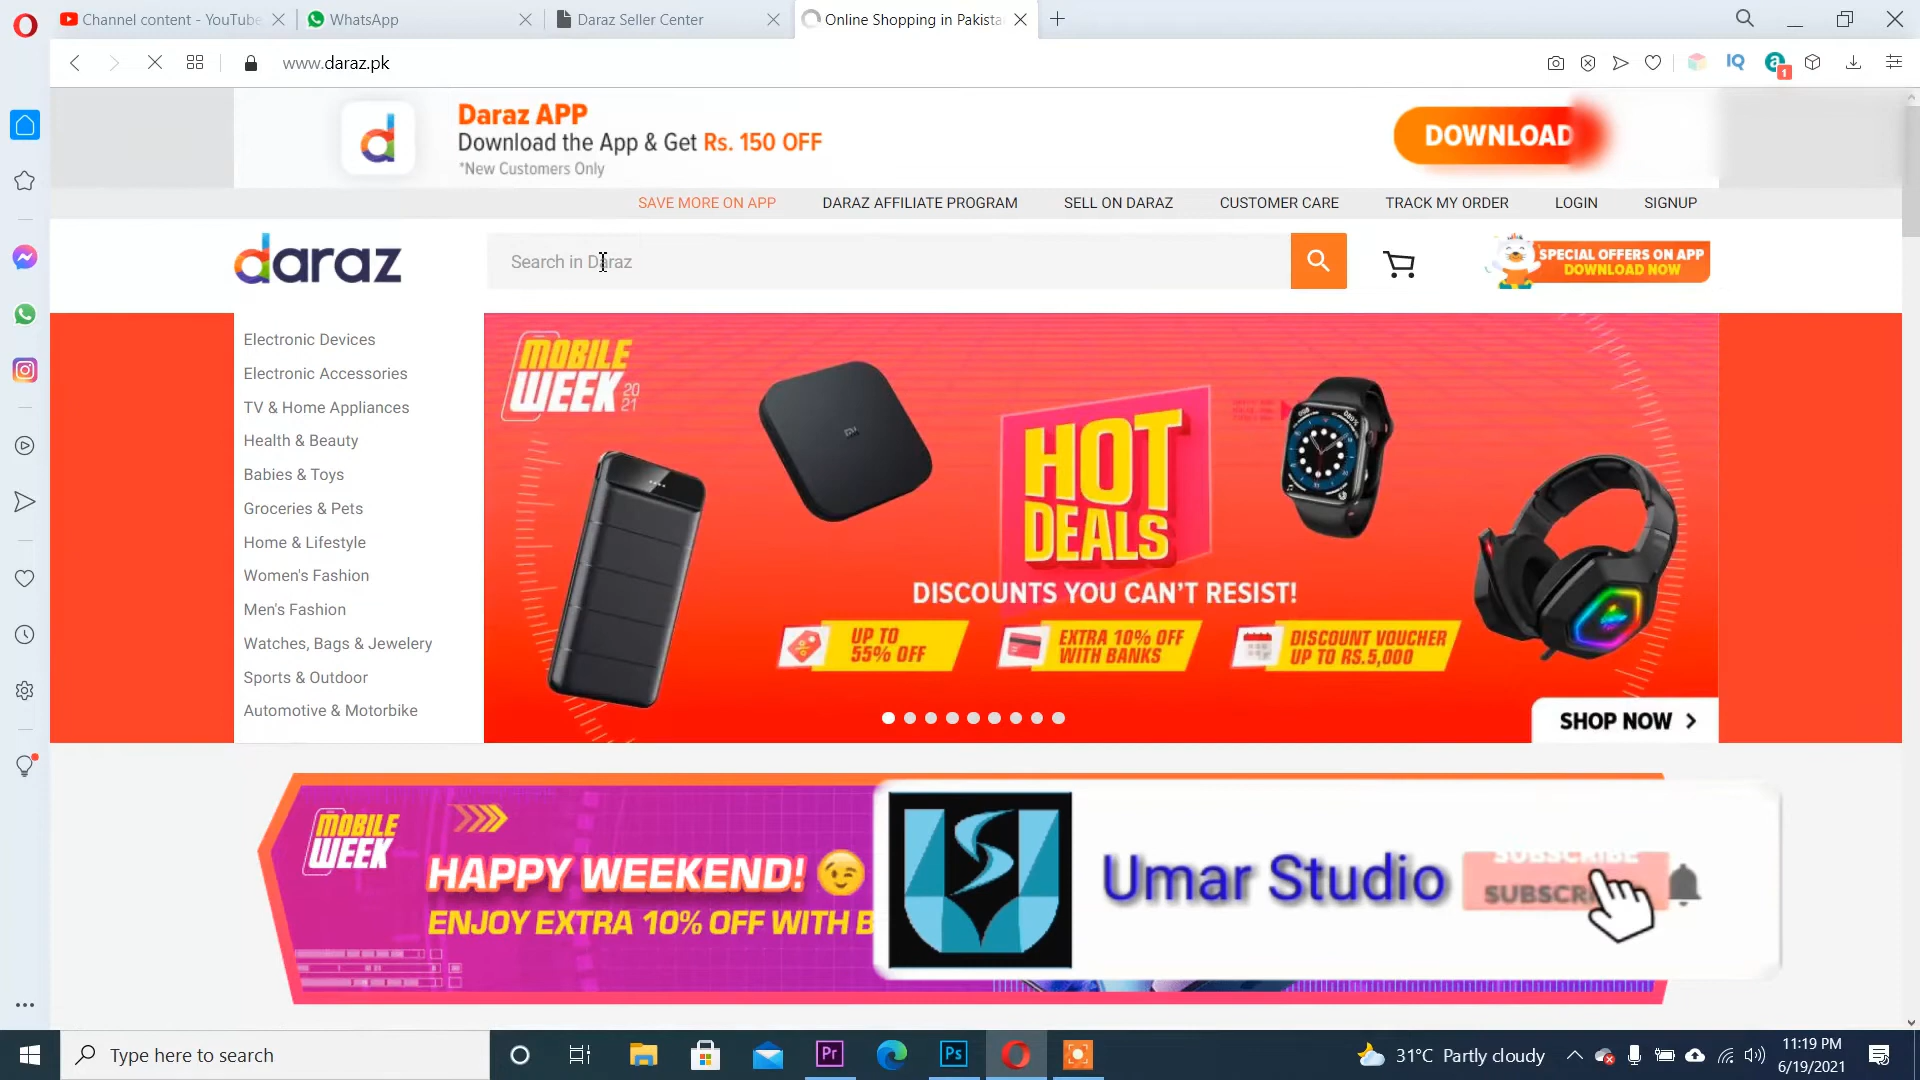 Channel content - YouTube
WhatsApp
Daraz Seller Center
Online Shopping in Pakista
www.daraz.pk
IQ
a
1
Daraz APP
Download the App & Get Rs. 150 OFF
*New Customers Only
DOWNLOAD
SAVE MORE ON APP
DARAZ AFFILIATE PROGRAM
SELL ON DARAZ
CUSTOMER CARE
TRACK MY ORDER
LOGIN
SIGNUP
daraz
Search in Daraz
SPECIAL OFFERS ON APP
DOWNLOAD NOW
Electronic Devices
Electronic Accessories
TV & Home Appliances
Health & Beauty
Babies & Toys
Groceries & Pets
Home & Lifestyle
Women's Fashion
Men's Fashion
Watches, Bags & Jewelery
Sports & Outdoor
Automotive & Motorbike
MOBILE
WEEK 2021
HOT
DEALS
DISCOUNTS YOU CAN'T RESIST!
UP TO
55% OFF
EXTRA 10% OFF
WITH BANKS
DISCOUNT VOUCHER
UP TO RS.5,000
SHOP NOW
MOBILE
WEEK
HAPPY WEEKEND!
ENJOY EXTRA 10% OFF WITH B
Umar Studio
SUBSCRIBE
SUBSCRI
Type here to search
Pr
Ps
31°C Partly cloudy
11:19 PM
6/19/2021